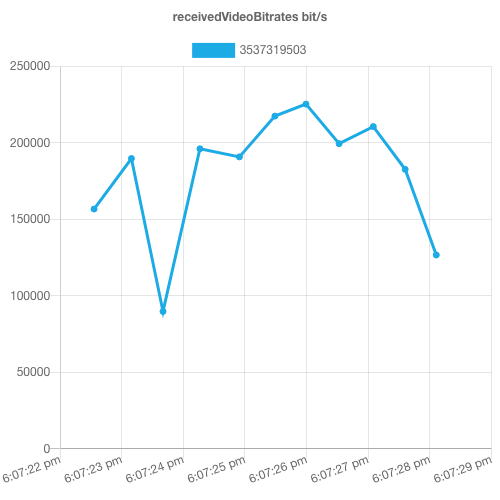 receivedVideoBitrates bit/s
3537319503
250000
200000
150000
100000
50000
0
6:07:22 pm
6:07:23 pm
6:07:24 pm
6:07:25 pm
6:07:26 pm
6:07:27 pm
6:07:28 pm
6:07:29 pm